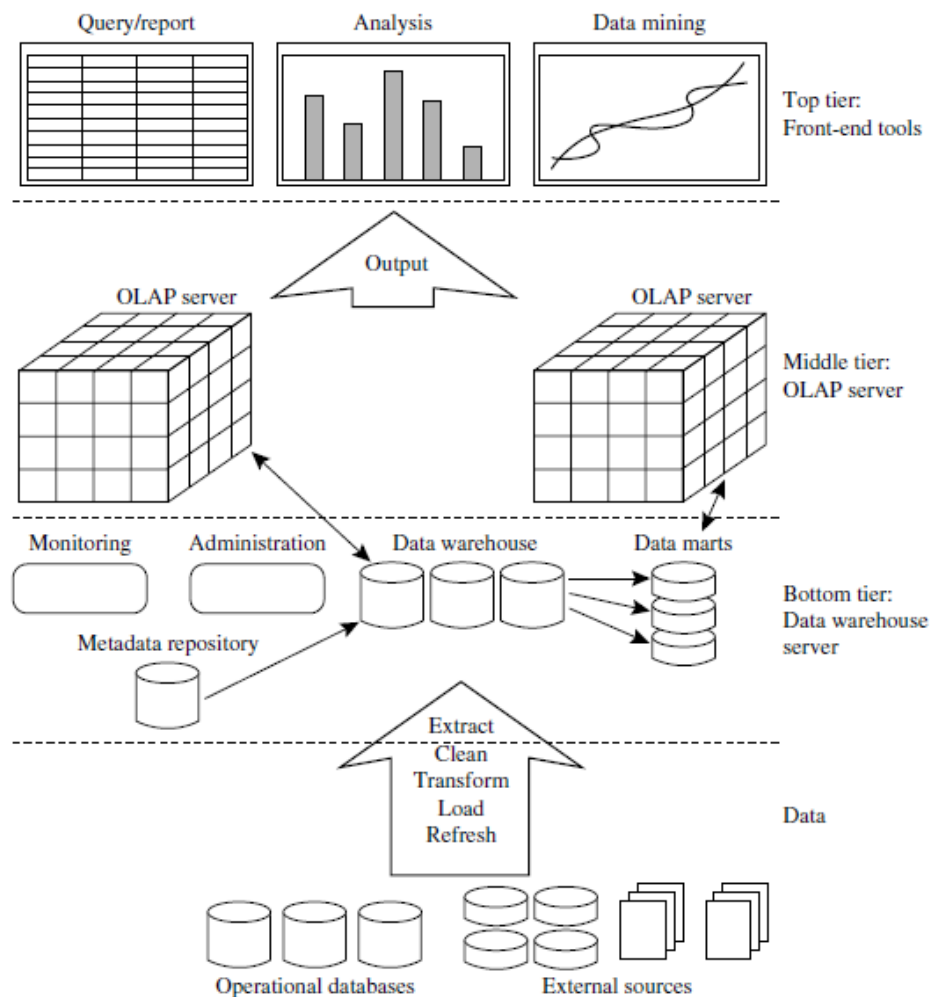 Query/report
Analysis
Data mining
Top tier:
Front-end tools
Output
OLAP server
OLAP server
Middle tier:
OLAP server
Monitoring
Administration
Data warehouse
Data marts
Bottom tier:
Data warehouse
server
Metadata repository
Extract
Clean
Transform
Load
Refresh
Data
Operational databases
External sources